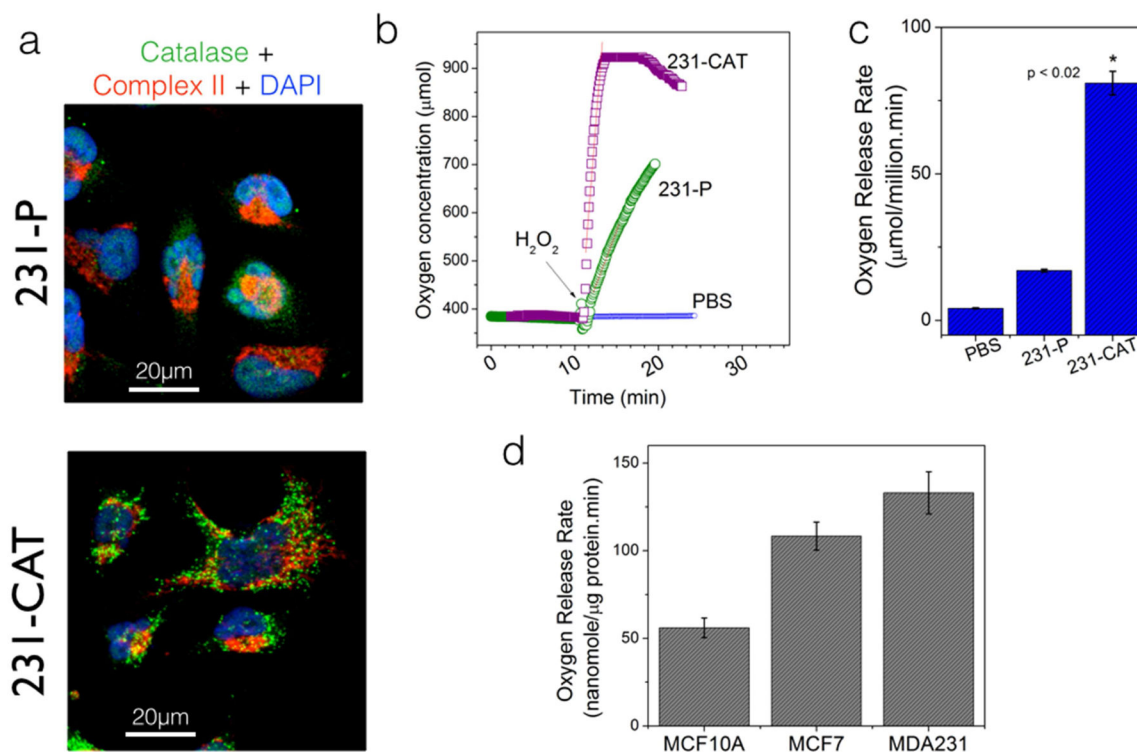 a
Catalase +
Complex II + DAPI
231-P
20μm
231-CAT
20μm
b
Oxygen concentration (μmol)
900
800
700
600
500
400
231-CAT
231-P
H₂O₂
PBS
0
10
20
30
Time (min)
c
Oxygen Release Rate
(μmol/million.min)
100
50
0
p < 0.02
*
PBS
231-P
231-CAT
d
Oxygen Release Rate
(nanomole/μg protein.min)
150
100
50
0
MCF10A
MCF7
MDA231